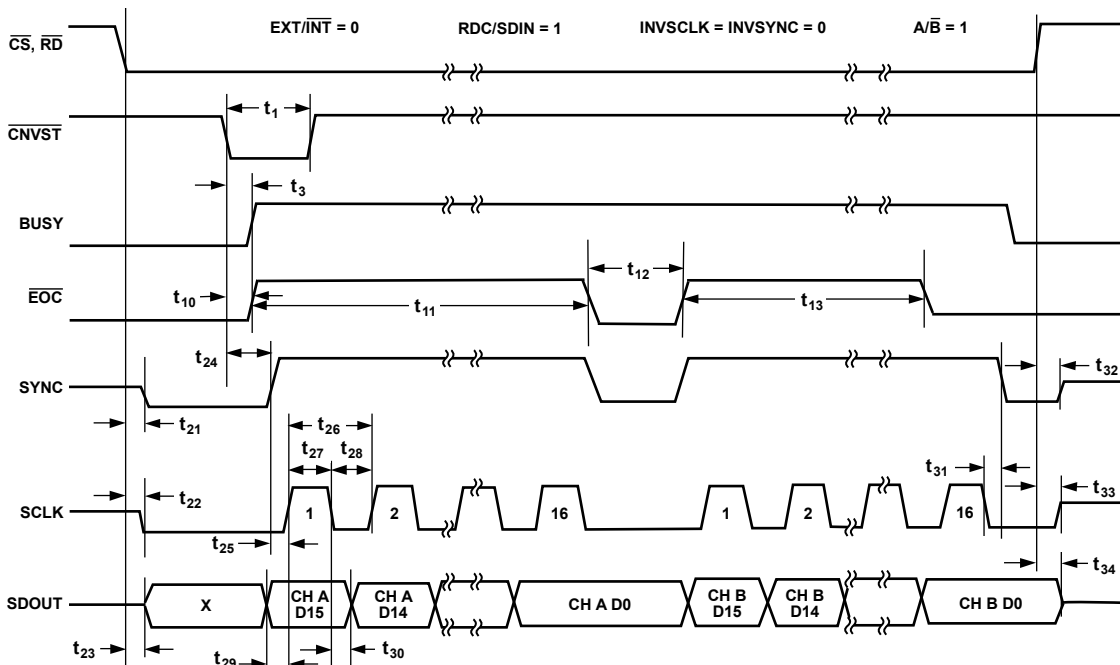 EXT/INT = 0 RDC/SDIN = 1 INVSCLK = INVSYNC = 0 A/B = 1
CS, RD
t1
CNVST
t3
BUSY
t12
t10
EOC
t11
t13
t24
SYNC
t32
t21
t26
t27
t28
t31
t22
t33
SCLK
1
2
16
1
2
16
t25
t34
SDOUT
X
CH A
D15
CH A
D14
CH A D0
CH B
D15
CH B
D14
CH B D0
t23
t29
t30